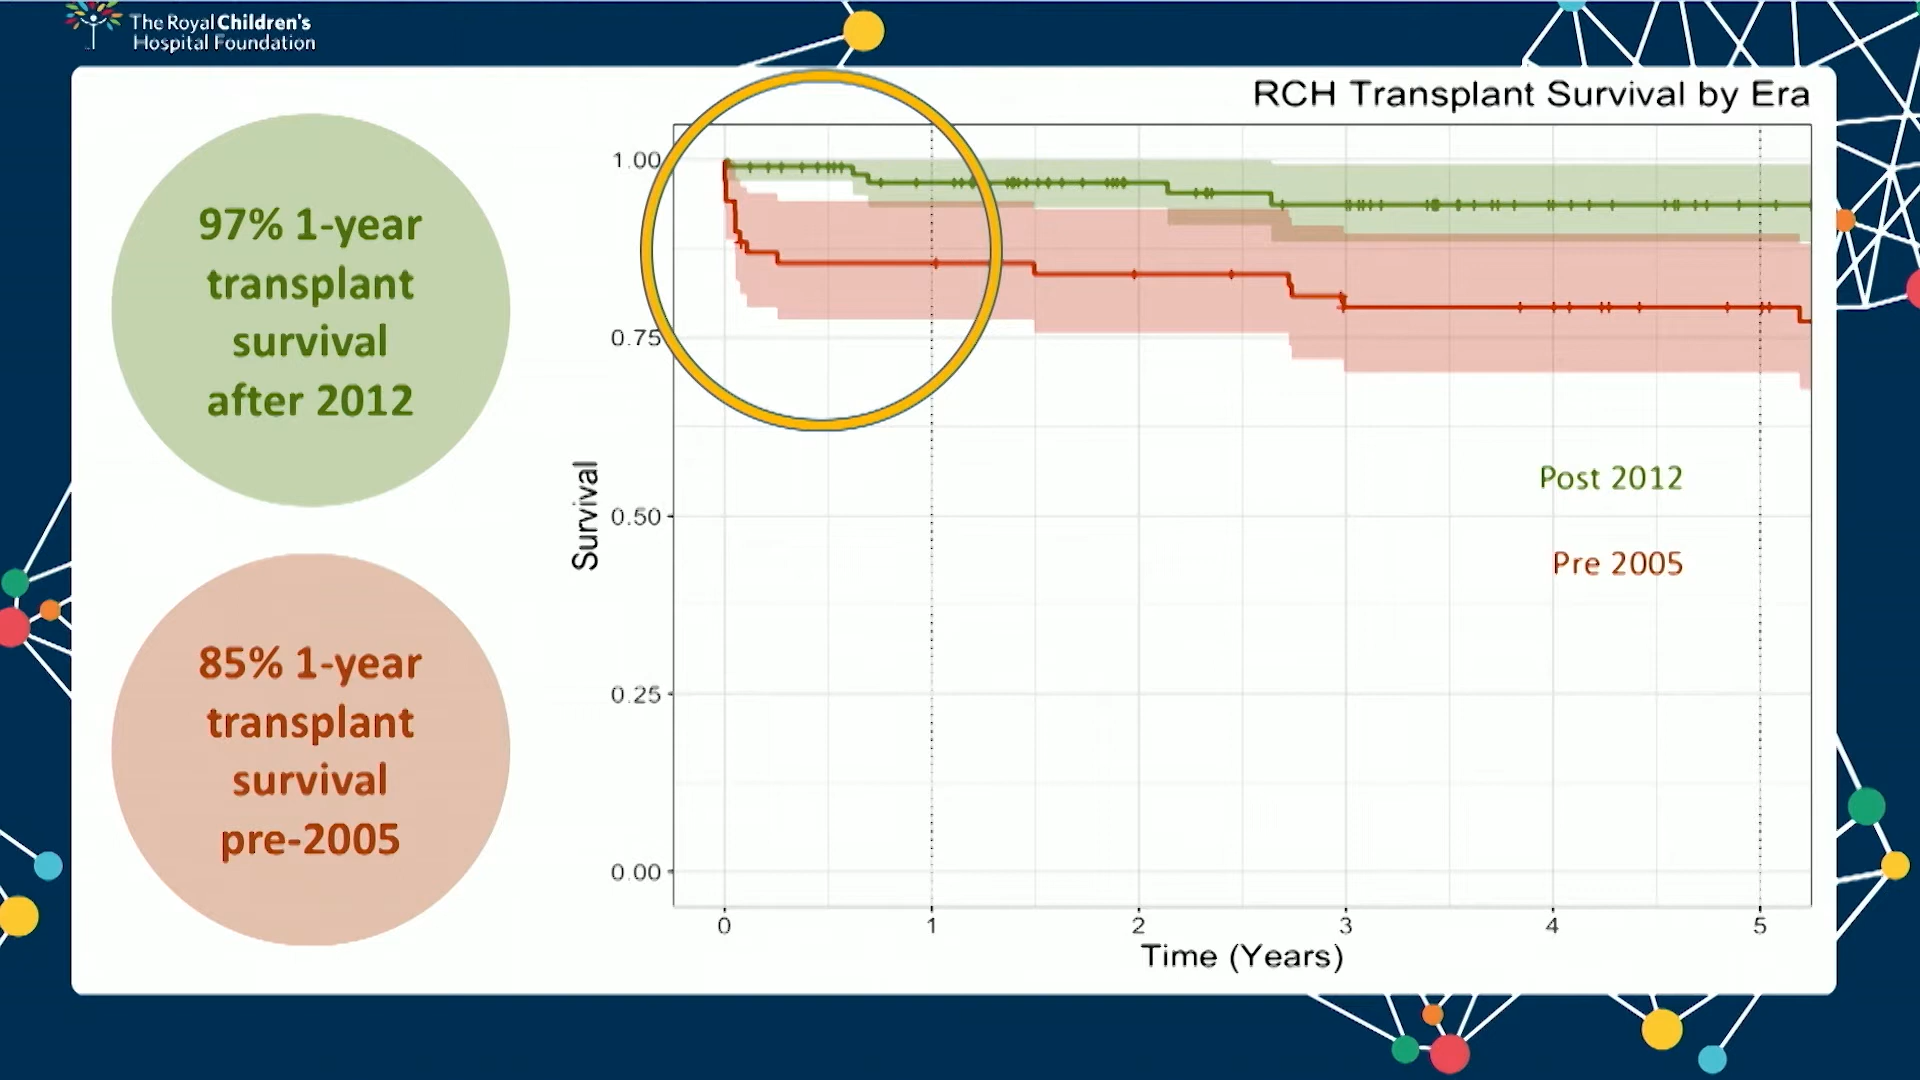 The Royal Children's
Hospital Foundation
97% 1-year
transplant
survival
after 2012
85% 1-year
transplant
survival
pre-2005
RCH Transplant Survival by Era
1.00
0.75
0.50
0.25
0.00
Survival
Post 2012
Pre 2005
0 1 2 3 4 5
Time (Years)